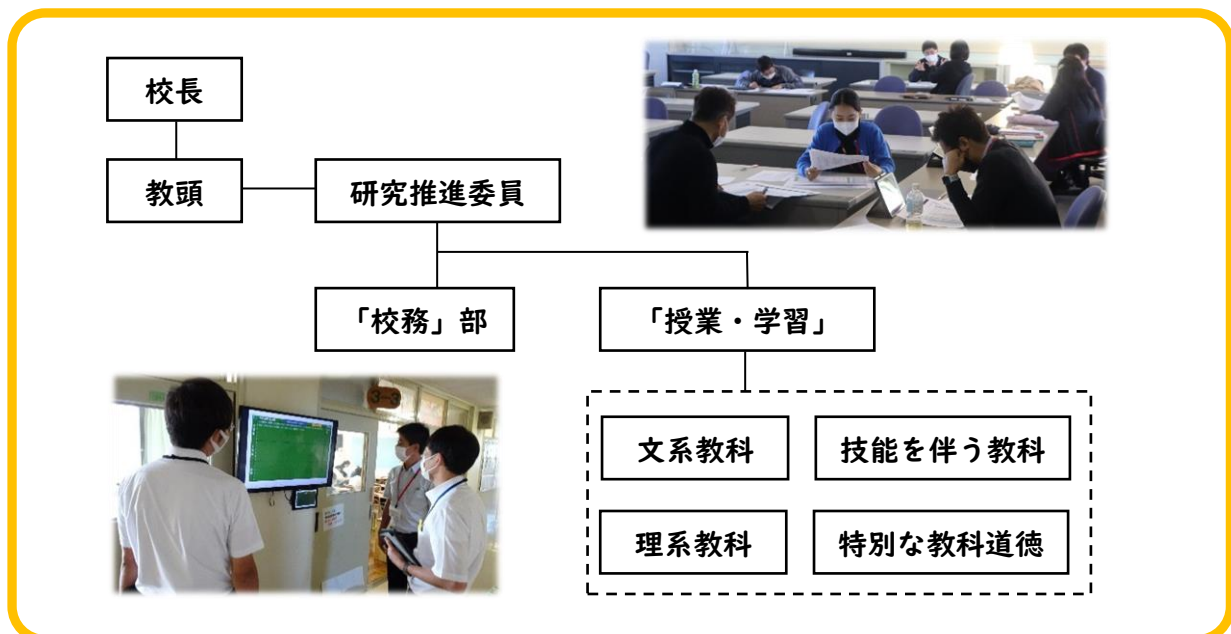 校長
教頭
研究推進委員
「校務」部
「授業・学習」
3-3
文系教科
技能を伴う教科
理系教科
特別な教科道徳